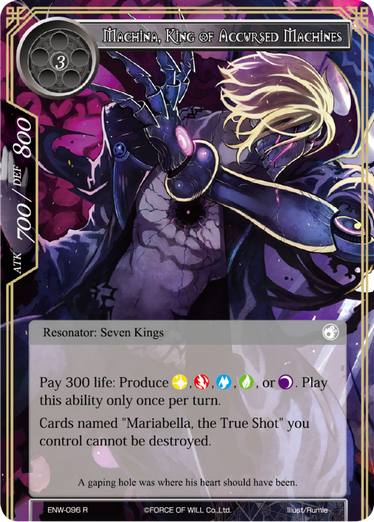 Machina, King of Accursed Machines
3
ATK 700 / DEF 800
Resonator: Seven Kings
Pay 300 life: Produce , , , , or . Play
this ability only once per turn.
Cards named "Mariabella, the True Shot" you
control cannot be destroyed.
A gaping hole was where his heart should have been.
ENW-096 R ©FORCE OF WILL Co.,Ltd. Illust/Rumie